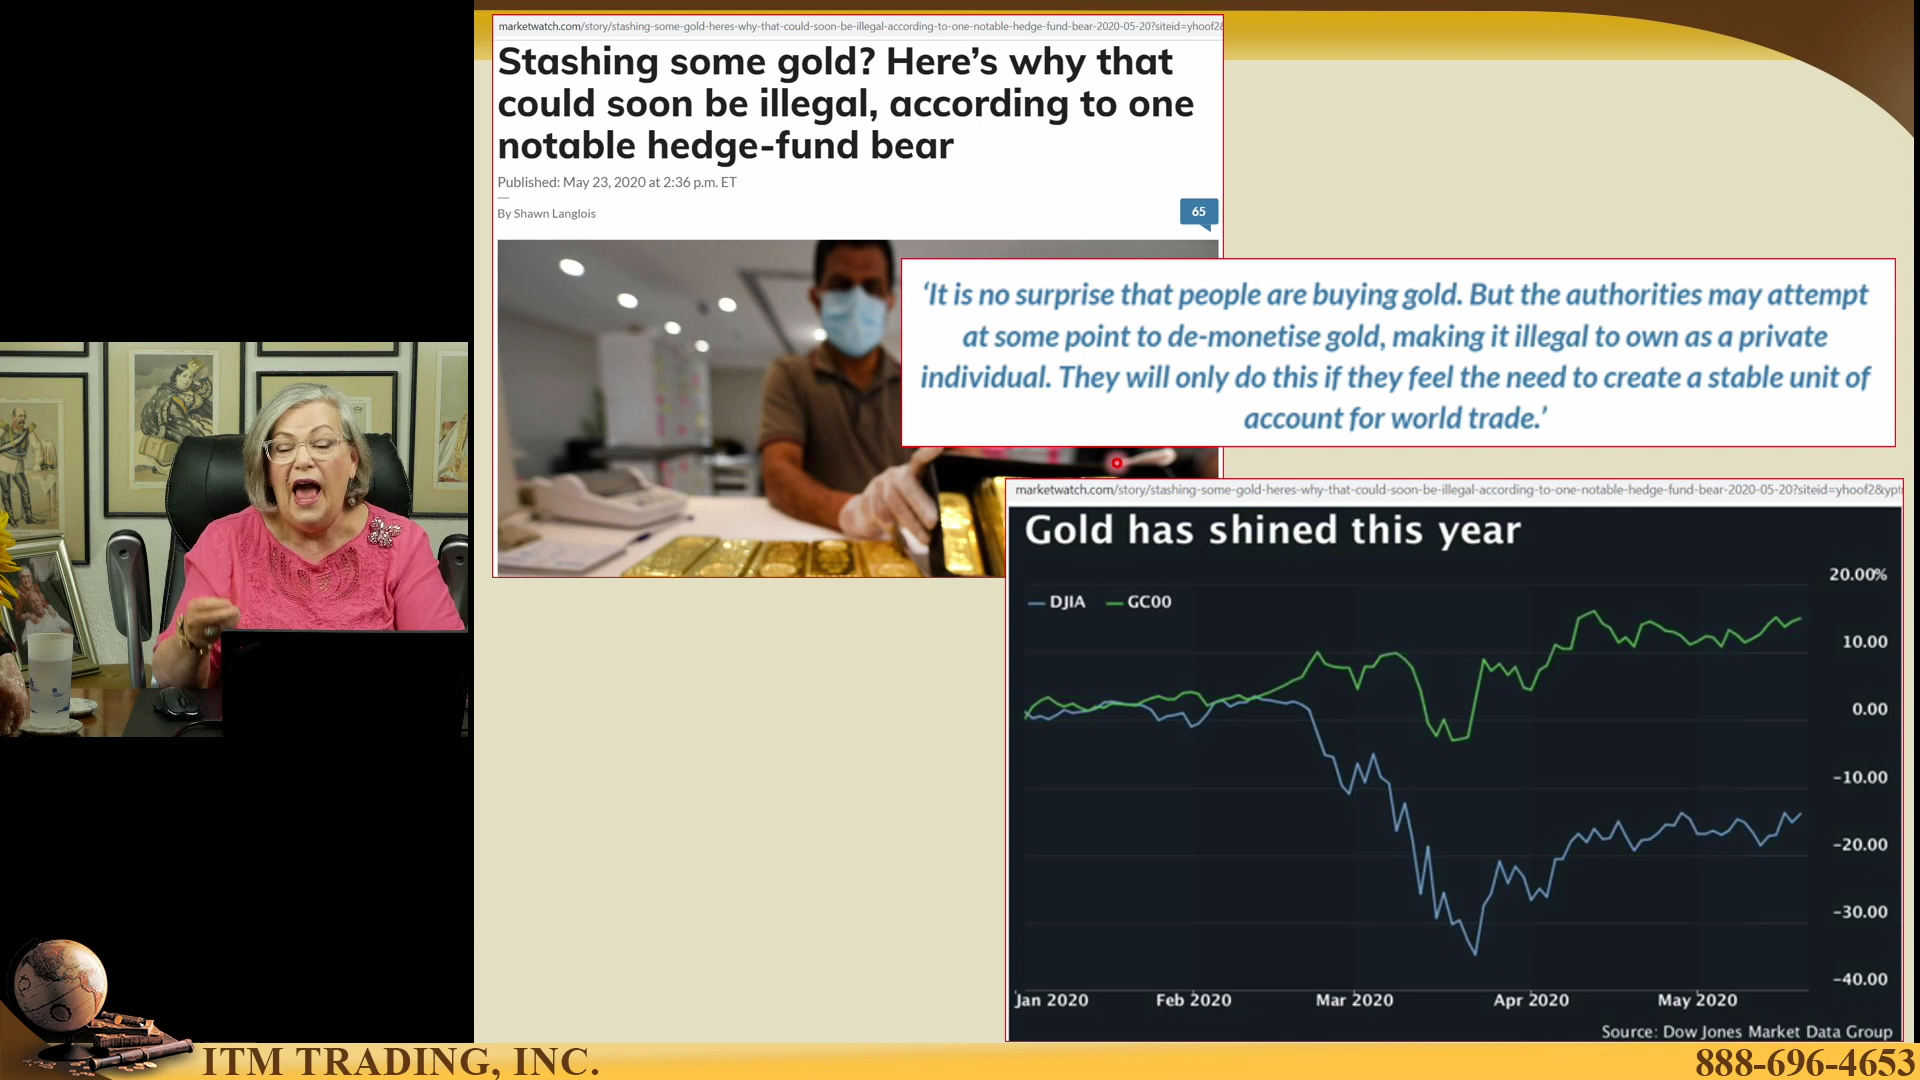 marketwatch.com/story/stashing-some-gold-heres-why-that-could-soon-be-illegal-according-to-one-notable-hedge-fund-bear-2020-05-20?siteid=yhoof2&
Stashing some gold? Here’s why that
could soon be illegal, according to one
notable hedge-fund bear
Published: May 23, 2020 at 2:36 p.m. ET
By Shawn Langlois
65
‘It is no surprise that people are buying gold. But the authorities may attempt
at some point to de-monetise gold, making it illegal to own as a private
individual. They will only do this if they feel the need to create a stable unit of
account for world trade.’
marketwatch.com/story/stashing-some-gold-heres-why-that-could-soon-be-illegal-according-to-one-notable-hedge-fund-bear-2020-05-20?siteid=yhoof2&ypt
Gold has shined this year
20.00%
DJIA GC00
10.00
0.00
-10.00
-20.00
-30.00
-40.00
Jan 2020 Feb 2020 Mar 2020 Apr 2020 May 2020
Source: Dow Jones Market Data Group
ITM TRADING, INC.
888-696-4653